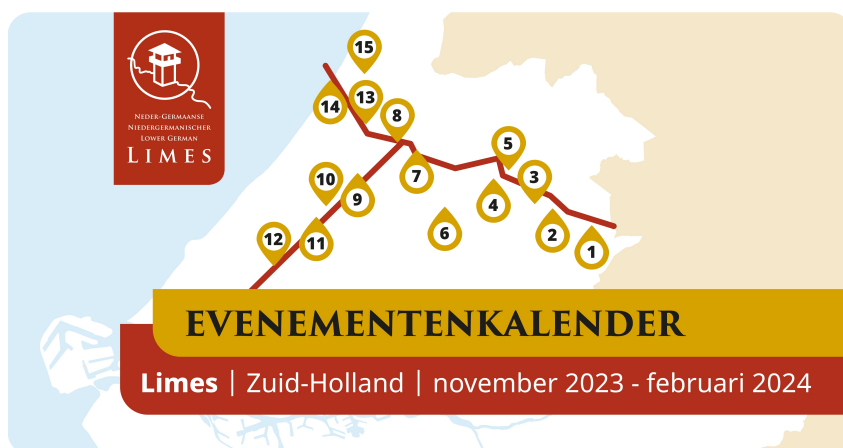 15
13
8
14
5
10
7
3
9
4
6
12
11
2
1
NEDER-GERMAANSE
NIEDERGERMANISCHER
LOWER GERMAN
LIMES
EVENEMENTENKALENDER
Limes | Zuid-Holland | november 2023 - februari 2024